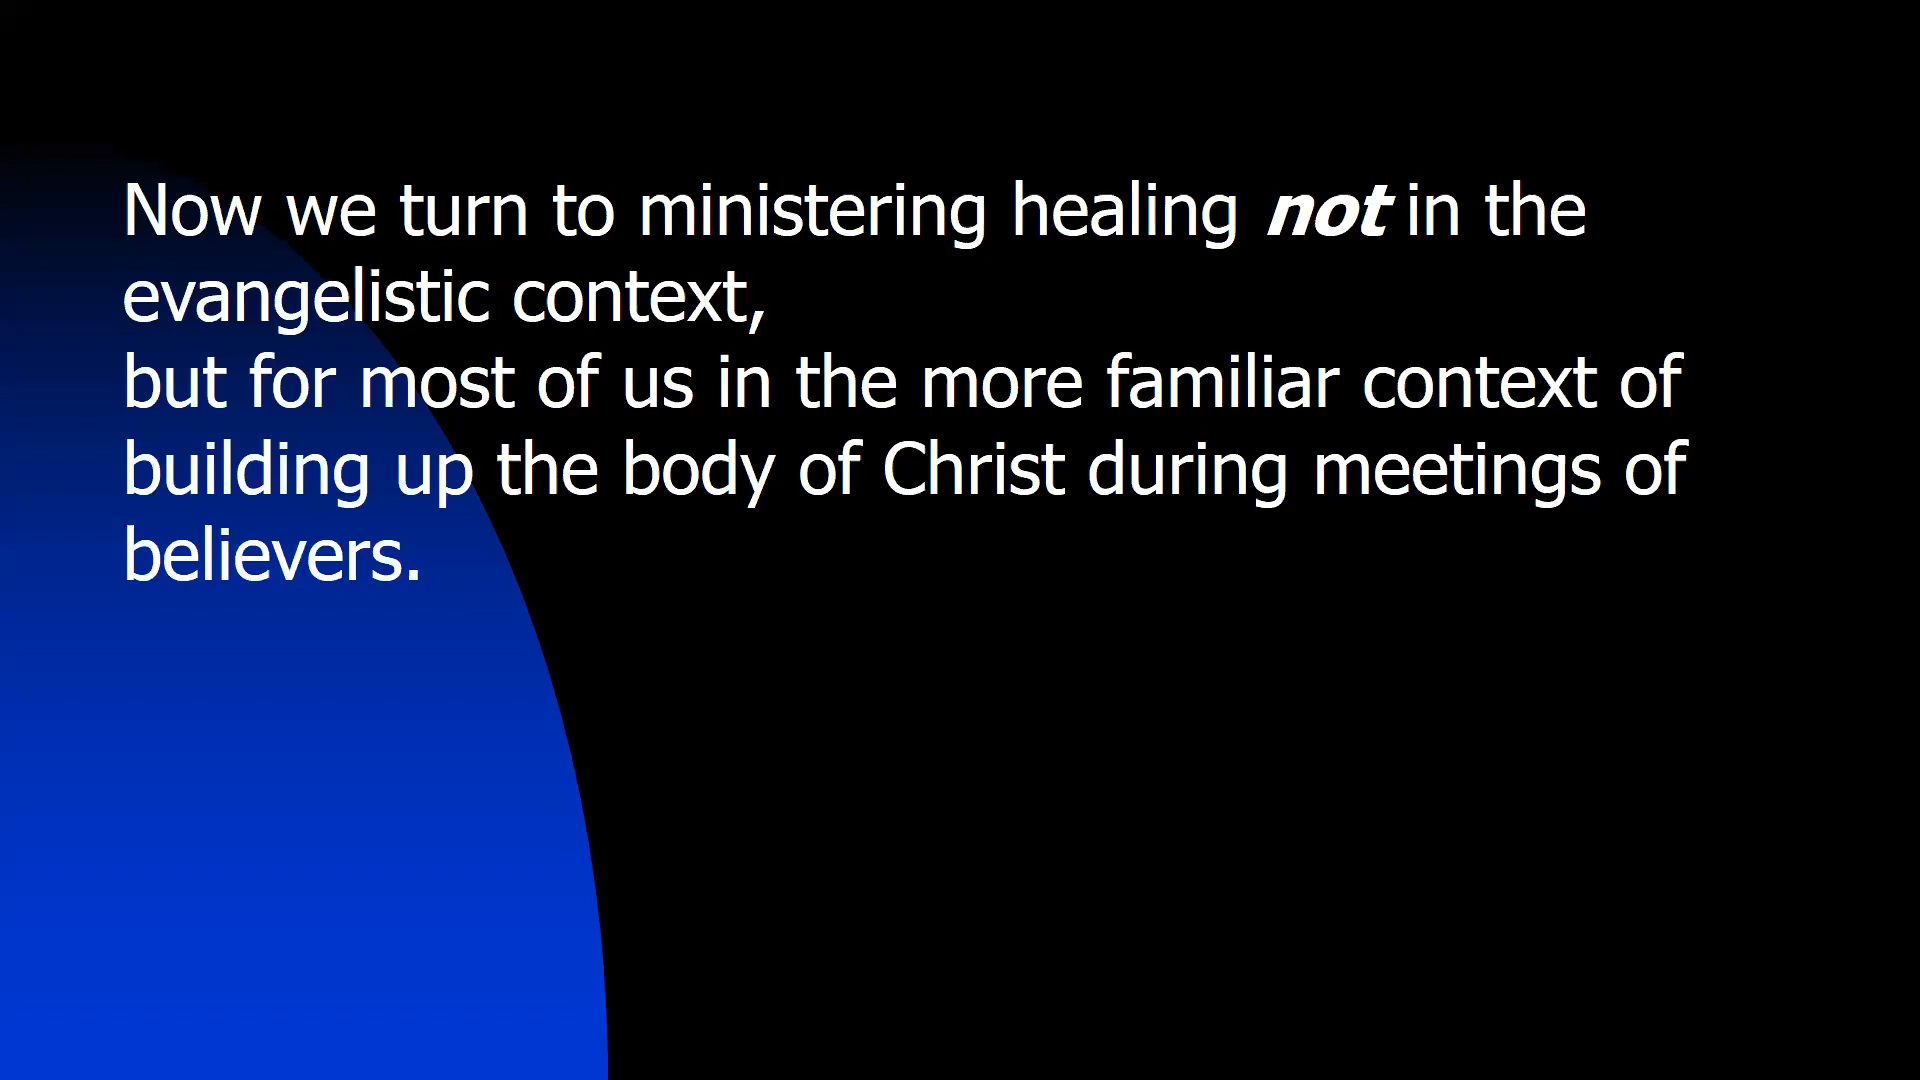 Now we turn to ministering healing not in the
evangelistic context,
but for most of us in the more familiar context of
building up the body of Christ during meetings of
believers.